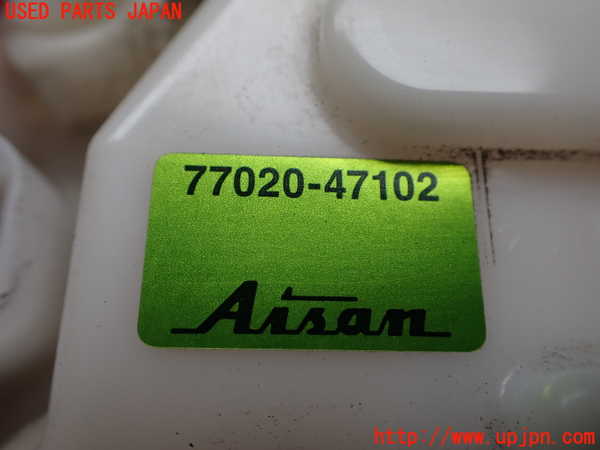 USED PARTS JAPAN
77020-47102
Aisan
http://www.upjpn.com/